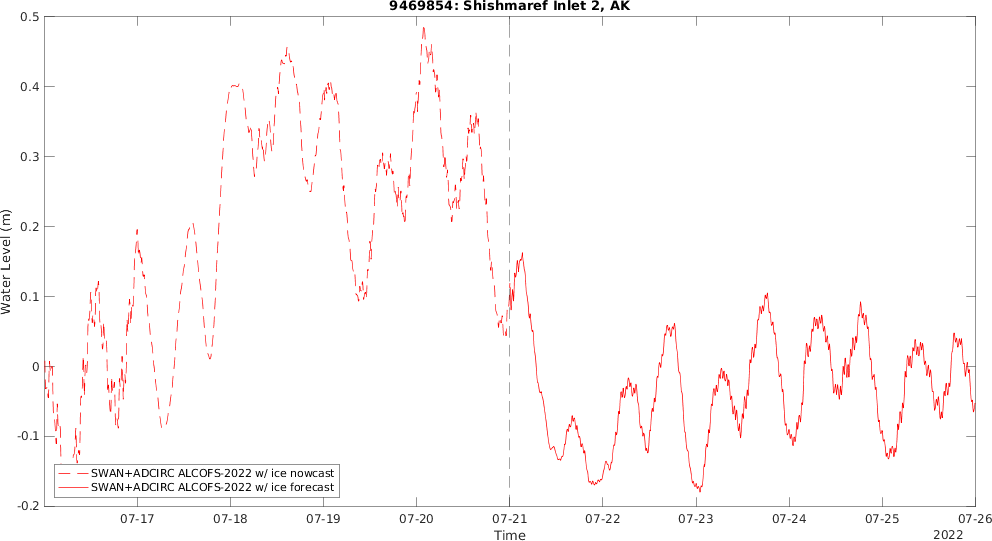 9469854: Shishmaref Inlet 2, AK
0.5
0.4
0.3
0.2
0.1
0
-0.1
-0.2
Water Level (m)
SWAN+ADCIRC ALCOFS-2022 w/ ice nowcast
SWAN+ADCIRC ALCOFS-2022 w/ ice forecast
07-17 07-18 07-19 07-20 07-21 07-22 07-23 07-24 07-25 07-26
Time
2022